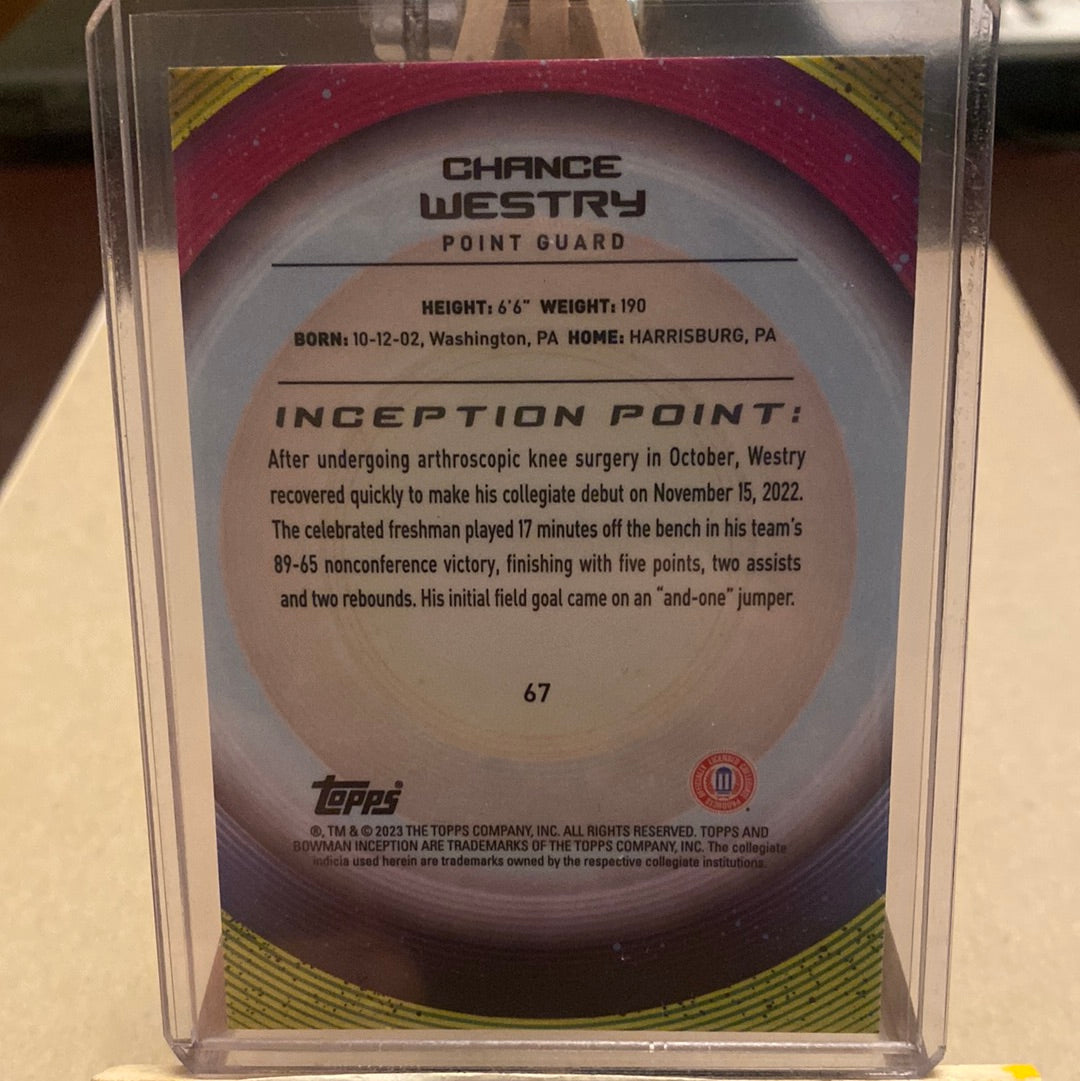 CHANCE
WESTRY
POINT GUARD
HEIGHT: 6'6" WEIGHT: 190
BORN: 10-12-02, Washington, PA HOME: HARRISBURG, PA
INCEPTION POINT:
After undergoing arthroscopic knee surgery in October, Westry
recovered quickly to make his collegiate debut on November 15, 2022.
The celebrated freshman played 17 minutes off the bench in his team's
89-65 nonconference victory, finishing with five points, two assists
and two rebounds. His initial field goal came on an "and-one" jumper.
67
topps®
OFFICIALLY LICENSED COLLEGIATE PRODUCTS
®, TM & © 2023 THE TOPPS COMPANY, INC. ALL RIGHTS RESERVED. TOPPS AND
BOWMAN INCEPTION ARE TRADEMARKS OF THE TOPPS COMPANY, INC. The collegiate
indicia used herein are trademarks owned by the respective collegiate institutions.